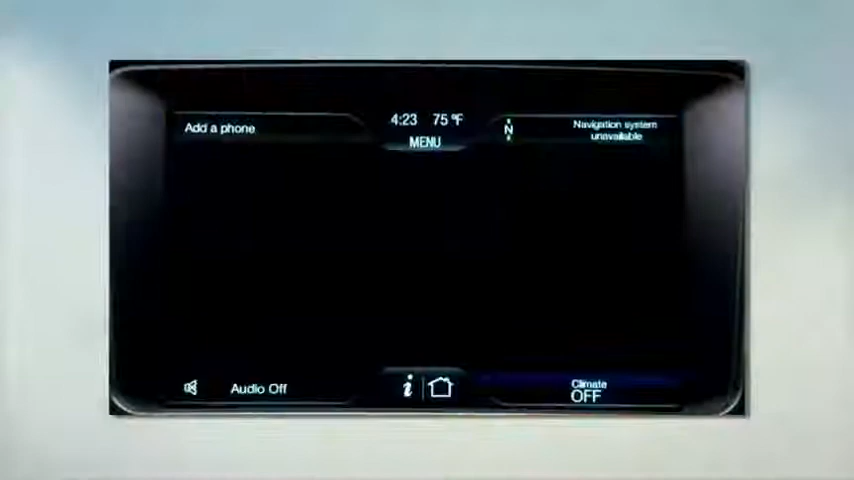 Add a phone
4:23 75 °F
MENU
N
Navigation system
unavailable
Audio Off
i
Climate
OFF